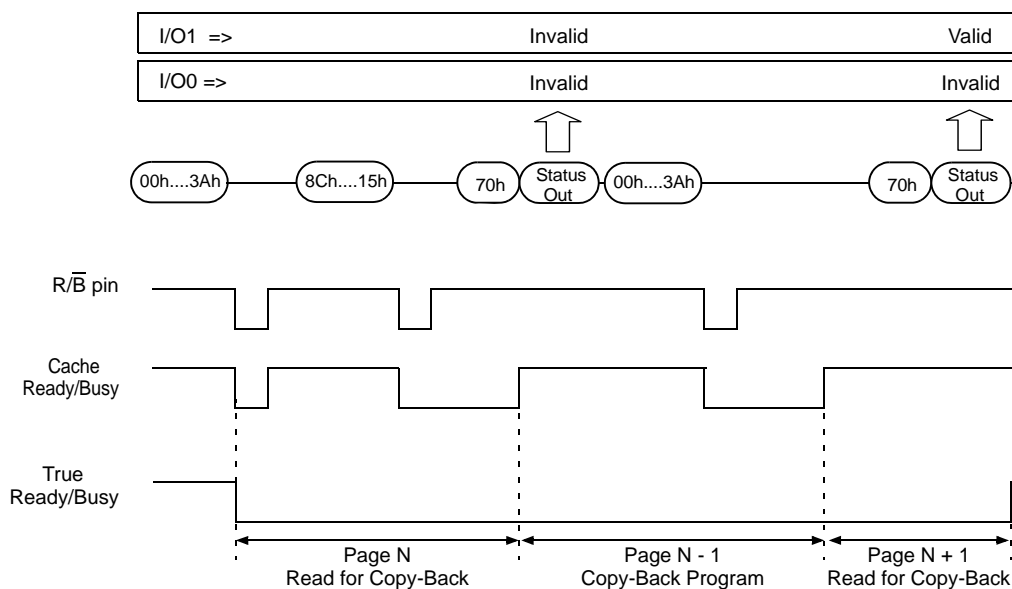 I/O1 => Invalid Valid
I/O0 => Invalid Invalid
00h....3Ah 8Ch....15h 70h Status Out 00h....3Ah 70h Status Out
R/B̅ pin
Cache
Ready/Busy
True
Ready/Busy
Page N
Read for Copy-Back
Page N - 1
Copy-Back Program
Page N + 1
Read for Copy-Back